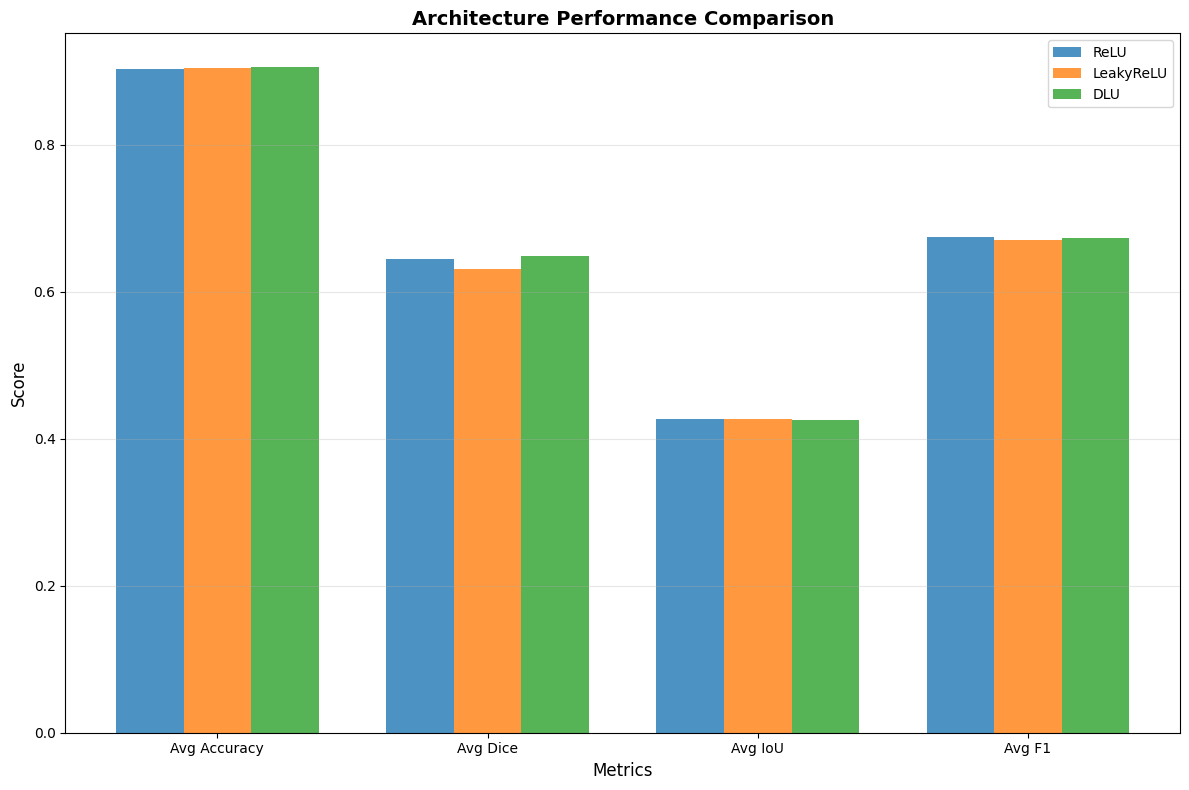 Architecture Performance Comparison
ReLU
LeakyReLU
DLU
Score
0.8
0.6
0.4
0.2
0.0
Avg Accuracy
Avg Dice
Avg IoU
Avg F1
Metrics